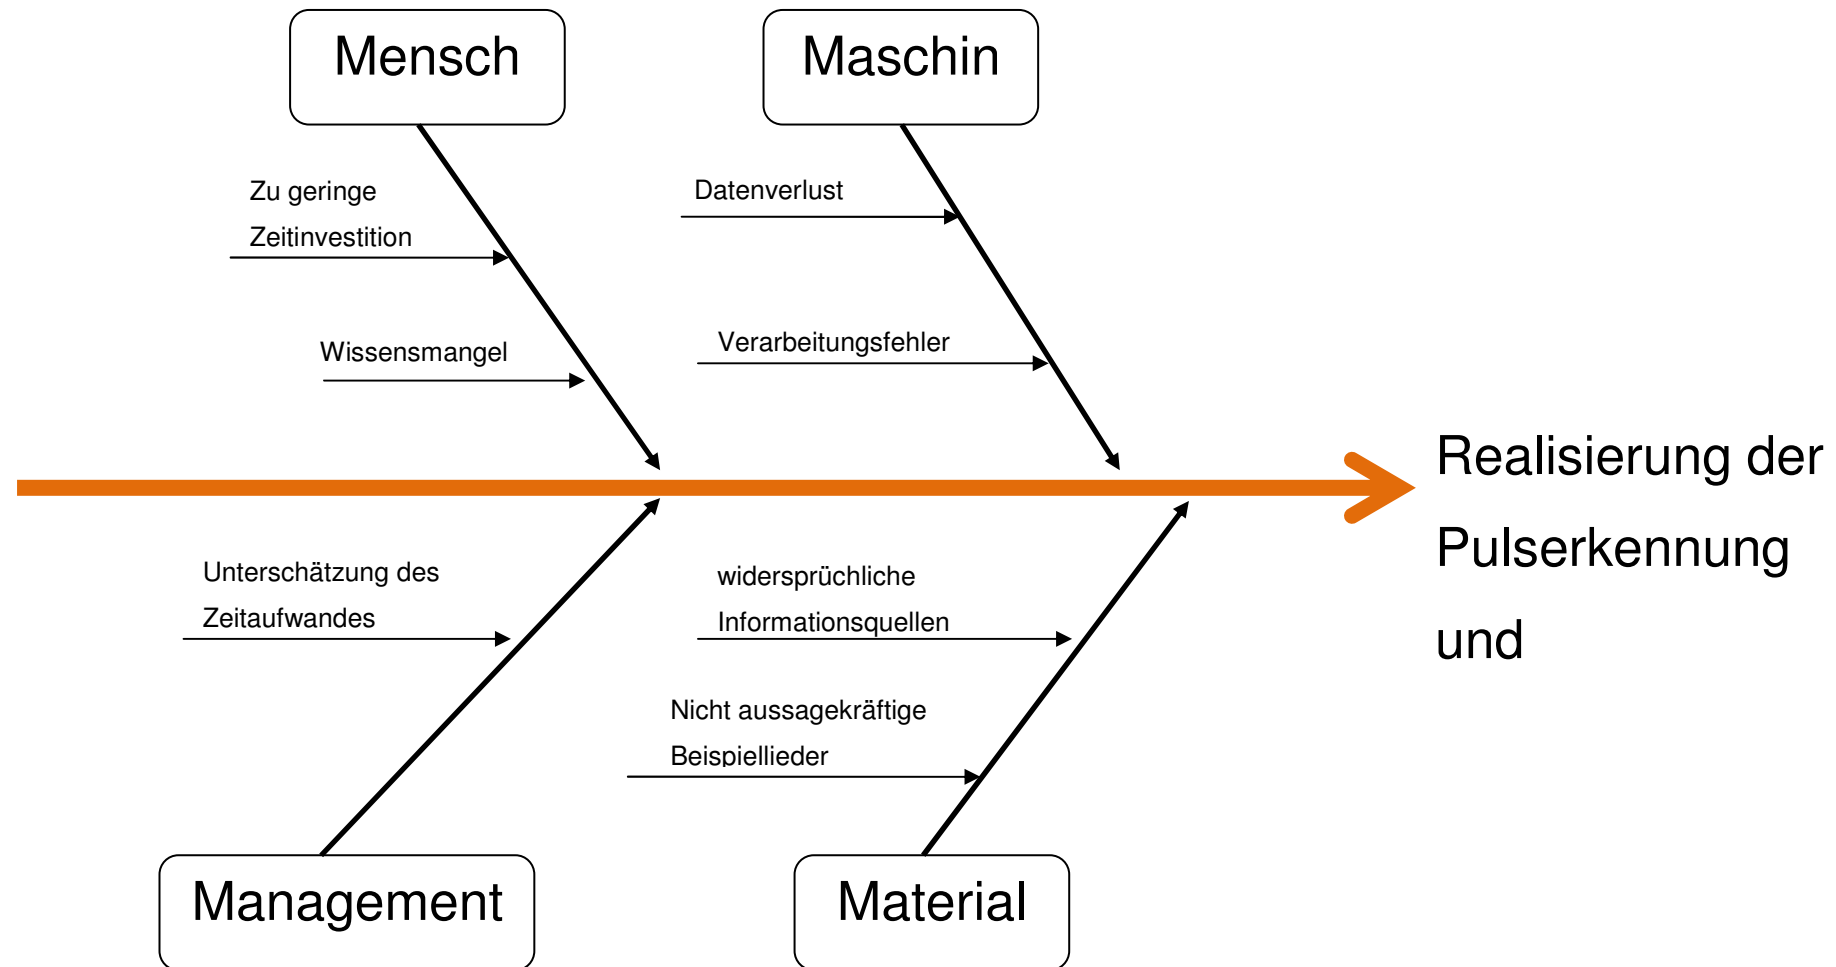 Mensch
Maschin
Zu geringe
Zeitinvestition
Datenverlust
Wissensmangel
Verarbeitungsfehler
Realisierung der
Pulserkennung
und
Unterschätzung des
Zeitaufwandes
widersprüchliche
Informationsquellen
Nicht aussagekräftige
Beispiellieder
Management
Material